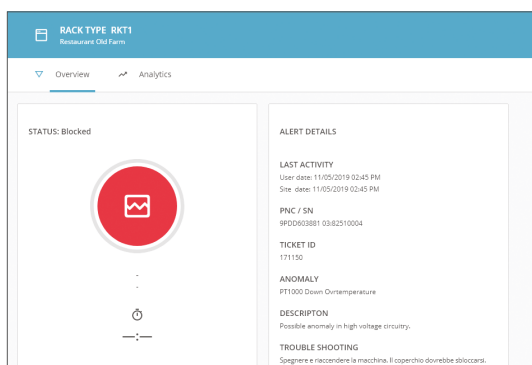 RACK TYPE RKT1
Restaurant Old Farm
Overview
Analytics
STATUS: Blocked
-
-
—:—
ALERT DETAILS
LAST ACTIVITY
User date: 11/05/2019 02:45 PM
Site date: 11/05/2019 02:45 PM
PNC / SN
9PDD603881 03:82510004
TICKET ID
171150
ANOMALY
PT1000 Down Ovrtemperature
DESCRIPTON
Possible anomaly in high voltage circuitry.
TROUBLE SHOOTING
Spegnere e riaccendere la macchina. Il coperchio dovrebbe sbloccarsi.